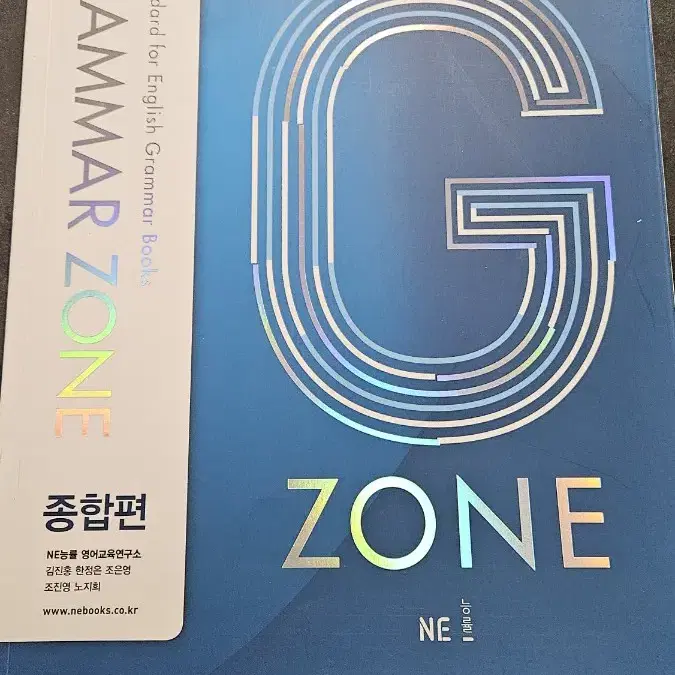 for English Grammar Books
ZONE
종합편
NE능률 영어교육연구소
김진홍 한정은 조은영
조진영 노지희
www.nebooks.co.kr
G
ZONE
NE 능률